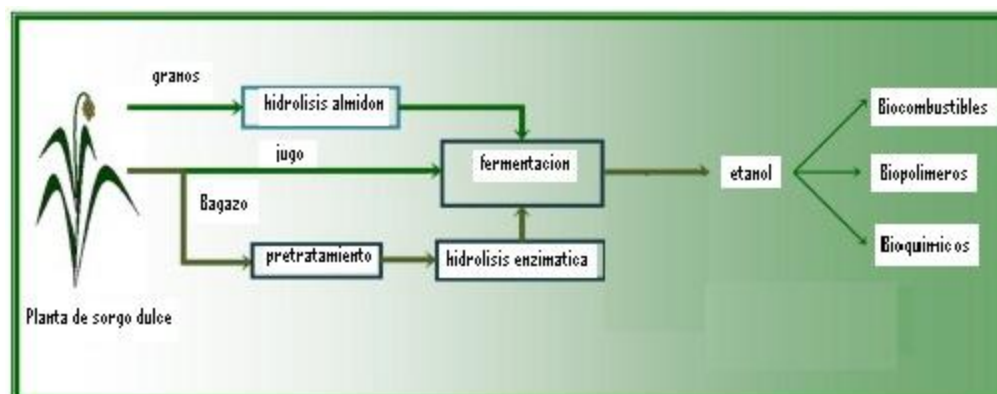 granos
hidrolisis almidon
jugo
fermentacion
Bagazo
pretratamiento
hidrolisis enzimatica
etanol
Biocombustibles
Biopolimeros
Bioquimicos
Planta de sorgo dulce